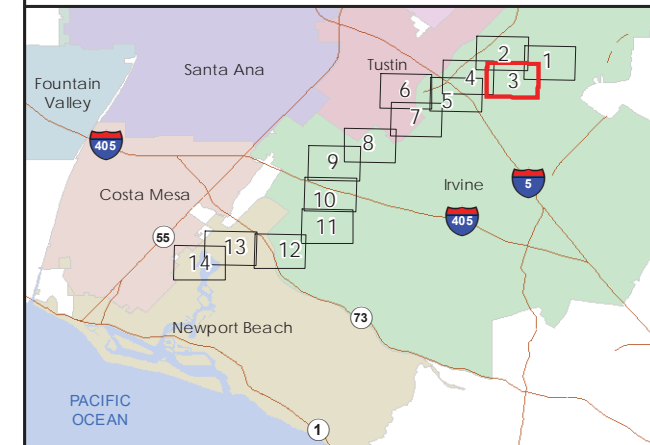 2
1
Tustin
Santa Ana
4
3
Fountain
Valley
6
5
7
405
8
9
5
Irvine
Costa Mesa
10
405
11
55
13
12
14
73
Newport Beach
PACIFIC
OCEAN
1